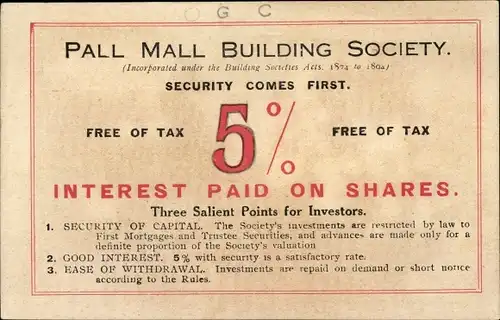 O G C
PALL MALL BUILDING SOCIETY.
(Incorporated under the Building Societies Acts. 1874 to 1894)
SECURITY COMES FIRST.
FREE OF TAX 5% FREE OF TAX
INTEREST PAID ON SHARES.
Three Salient Points for Investors.
1. SECURITY OF CAPITAL. The Society's investments are restricted by law to
First Mortgages and Trustee Securities, and advances are made only for a
definite proportion of the Society's valuation
2. GOOD INTEREST. 5% with security is a satisfactory rate.
3. EASE OF WITHDRAWAL. Investments are repaid on demand or short notice
according to the Rules.